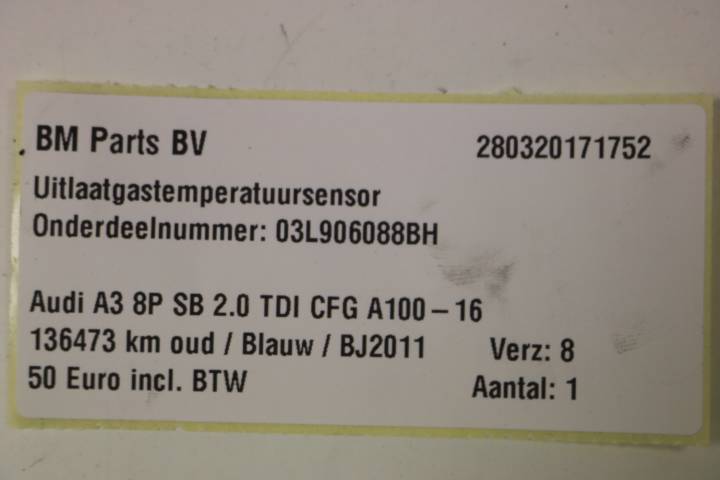 BM Parts BV 280320171752
Uitlaatgastemperatuursensor
Onderdeelnummer: 03L906088BH
Audi A3 8P SB 2.0 TDI CFG A100-16
136473 km oud / Blauw / BJ2011 Verz: 8
50 Euro incl. BTW Aantal: 1